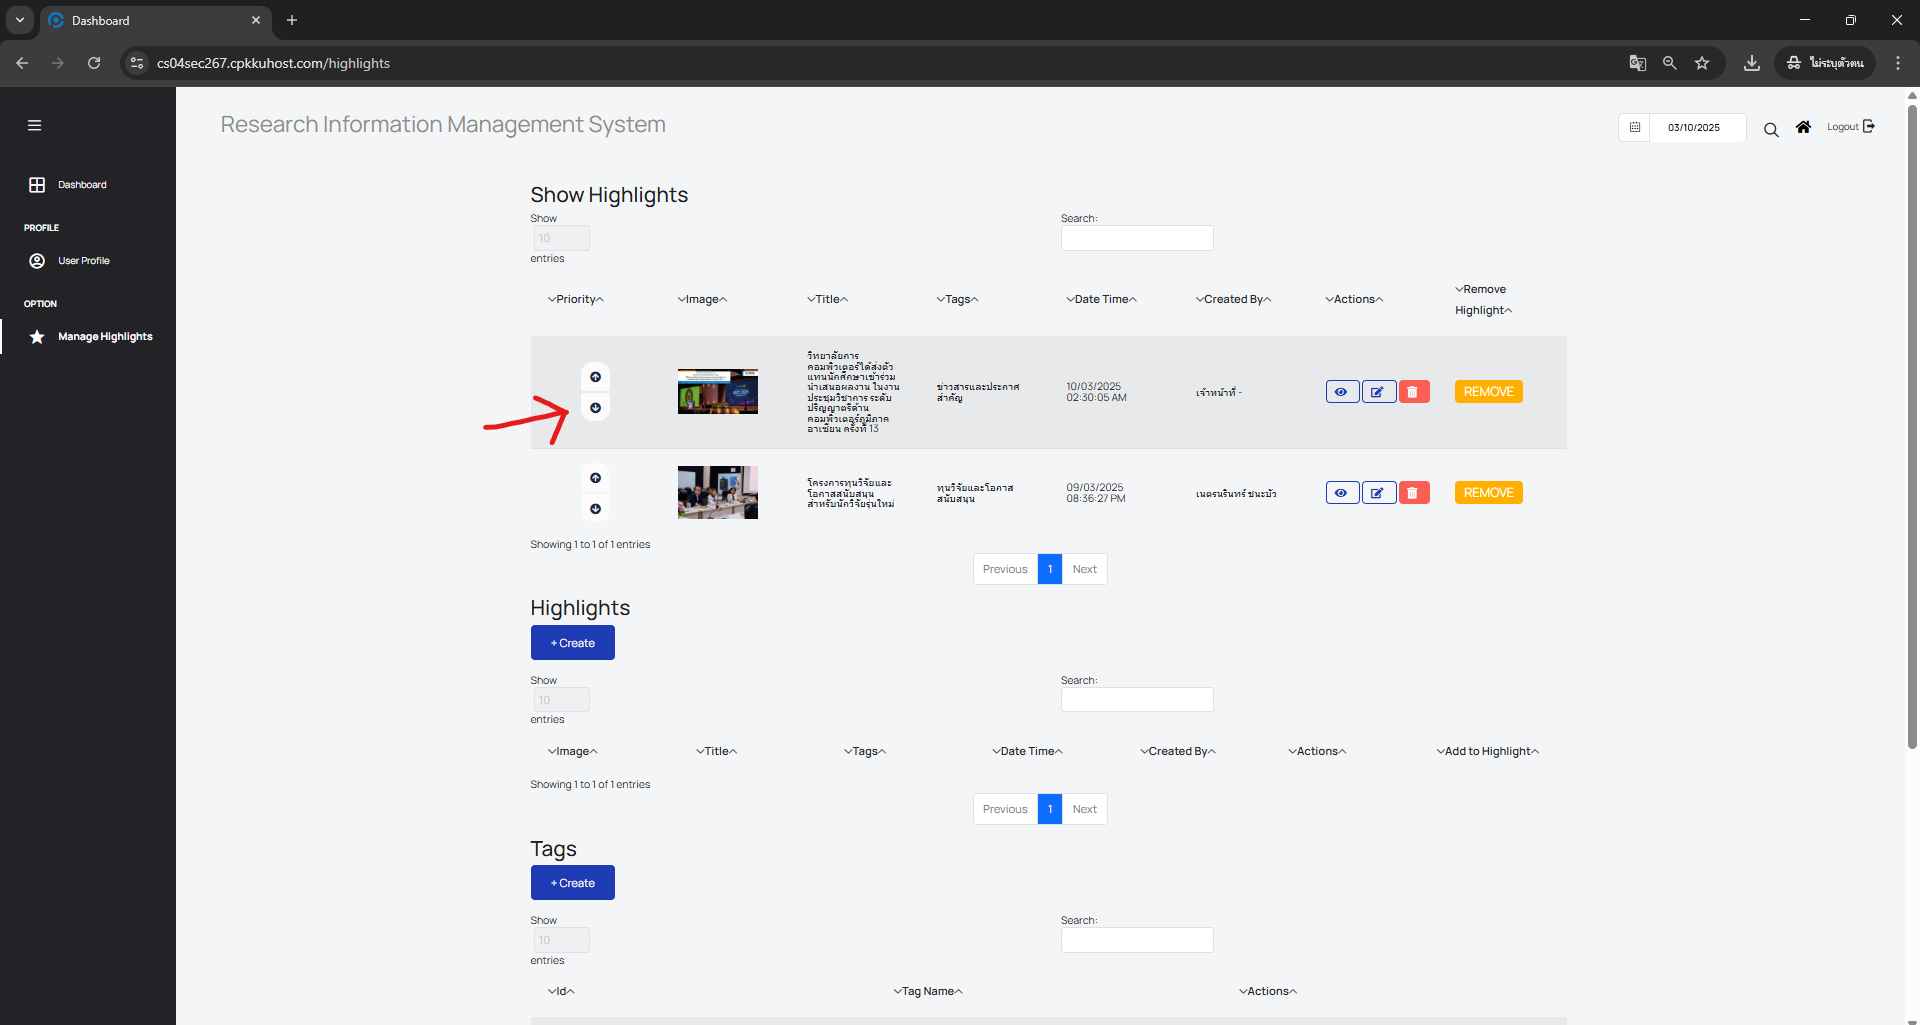 Dashboard
cs04sec267.cpkkuhost.com/highlights
ไม่ระบุตัวตน
Research Information Management System
03/10/2025
Logout
Dashboard
PROFILE
User Profile
OPTION
Manage Highlights
Show Highlights
Show
10
entries
Search:
Priority
Image
Title
Tags
Date Time
Created By
Actions
Remove
Highlight
วิทยาลัยการ
คอมพิวเตอร์ได้ส่งตัว
แทนนักศึกษาเข้าร่วม
นำเสนอผลงาน ในงาน
ประชุมวิชาการ ระดับ
ปริญญาตรีด้าน
คอมพิวเตอร์ภูมิภาค
อาเซียน ครั้งที่ 13
ข่าวสารและประกาศ
สำคัญ
10/03/2025
02:30:05 AM
เจ้าหน้าที่ -
REMOVE
โครงการทุนวิจัยและ
โอกาสสนับสนุน
สำหรับนักวิจัยรุ่นใหม่
ทุนวิจัยและโอกาส
สนับสนุน
09/03/2025
08:36:27 PM
เนตรนรินทร์ ชนะบัว
REMOVE
Showing 1 to 1 of 1 entries
Previous 1 Next
Highlights
+ Create
Show
10
entries
Search:
Image
Title
Tags
Date Time
Created By
Actions
Add to Highlight
Showing 1 to 1 of 1 entries
Previous 1 Next
Tags
+ Create
Show
10
entries
Search:
Id
Tag Name
Actions